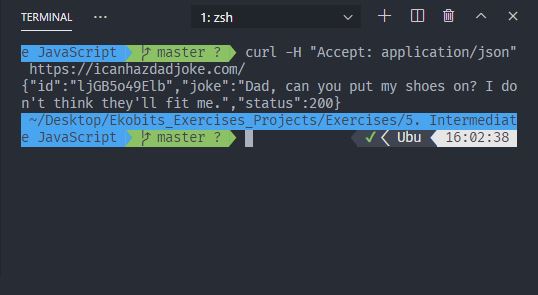 TERMINAL ... 1: zsh
e JavaScript master ? curl -H "Accept: application/json"
https://icanhazdadjoke.com/
{"id":"ljGB5o49Elb","joke":"Dad, can you put my shoes on? I do
n't think they'll fit me.","status":200}
~/Desktop/Ekobits_Exercises_Projects/Exercises/5. Intermediat
e JavaScript master ? ✓ Ubu 16:02:38